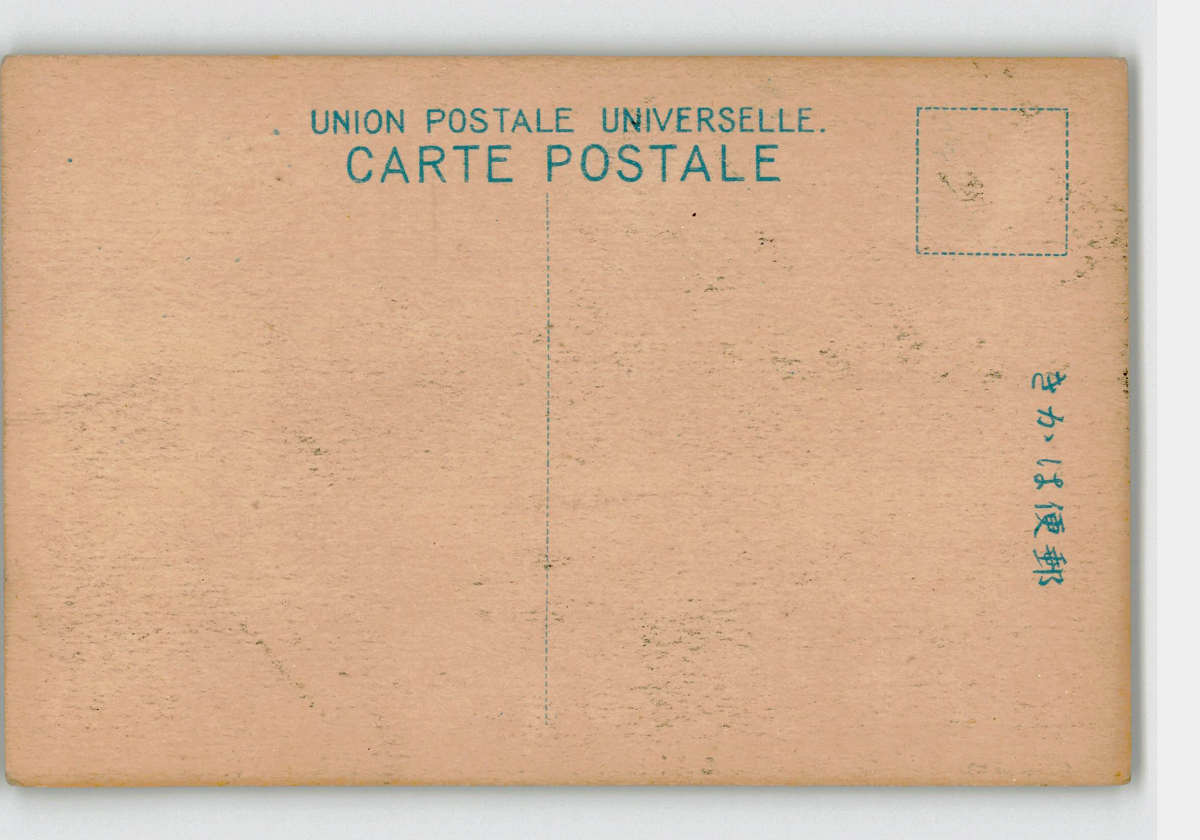 UNION POSTALE UNIVERSELLE.
CARTE POSTALE
郵便はかき